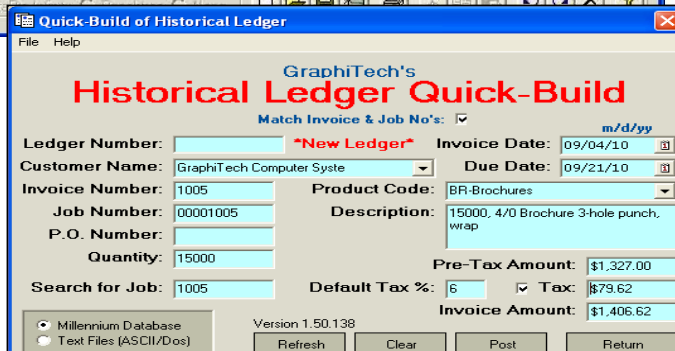 Quick-Build of Historical Ledger
File Help
GraphiTech's
Historical Ledger Quick-Build
Match Invoice & Job No's:
m/d/yy
Ledger Number: *New Ledger* Invoice Date: 09/04/10
Customer Name: GraphiTech Computer Syste Due Date: 09/21/10
Invoice Number: 1005 Product Code: BR-Brochures
Job Number: 00001005 Description: 15000, 4/0 Brochure 3-hole punch,
wrap
P.O. Number:
Quantity: 15000
Pre-Tax Amount: $1,327.00
Search for Job: 1005 Default Tax %: 6 Tax: $79.62
Invoice Amount: $1,406.62
Millennium Database Version 1.50.138
Text Files (ASCII/Dos) Refresh Clear Post Return